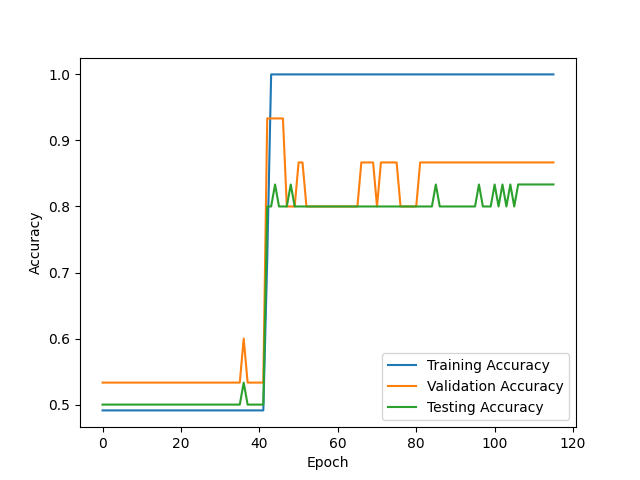 1.0
0.9
0.8
0.7
0.6
0.5
Accuracy
Training Accuracy
Validation Accuracy
Testing Accuracy
0 20 40 60 80 100 120
Epoch